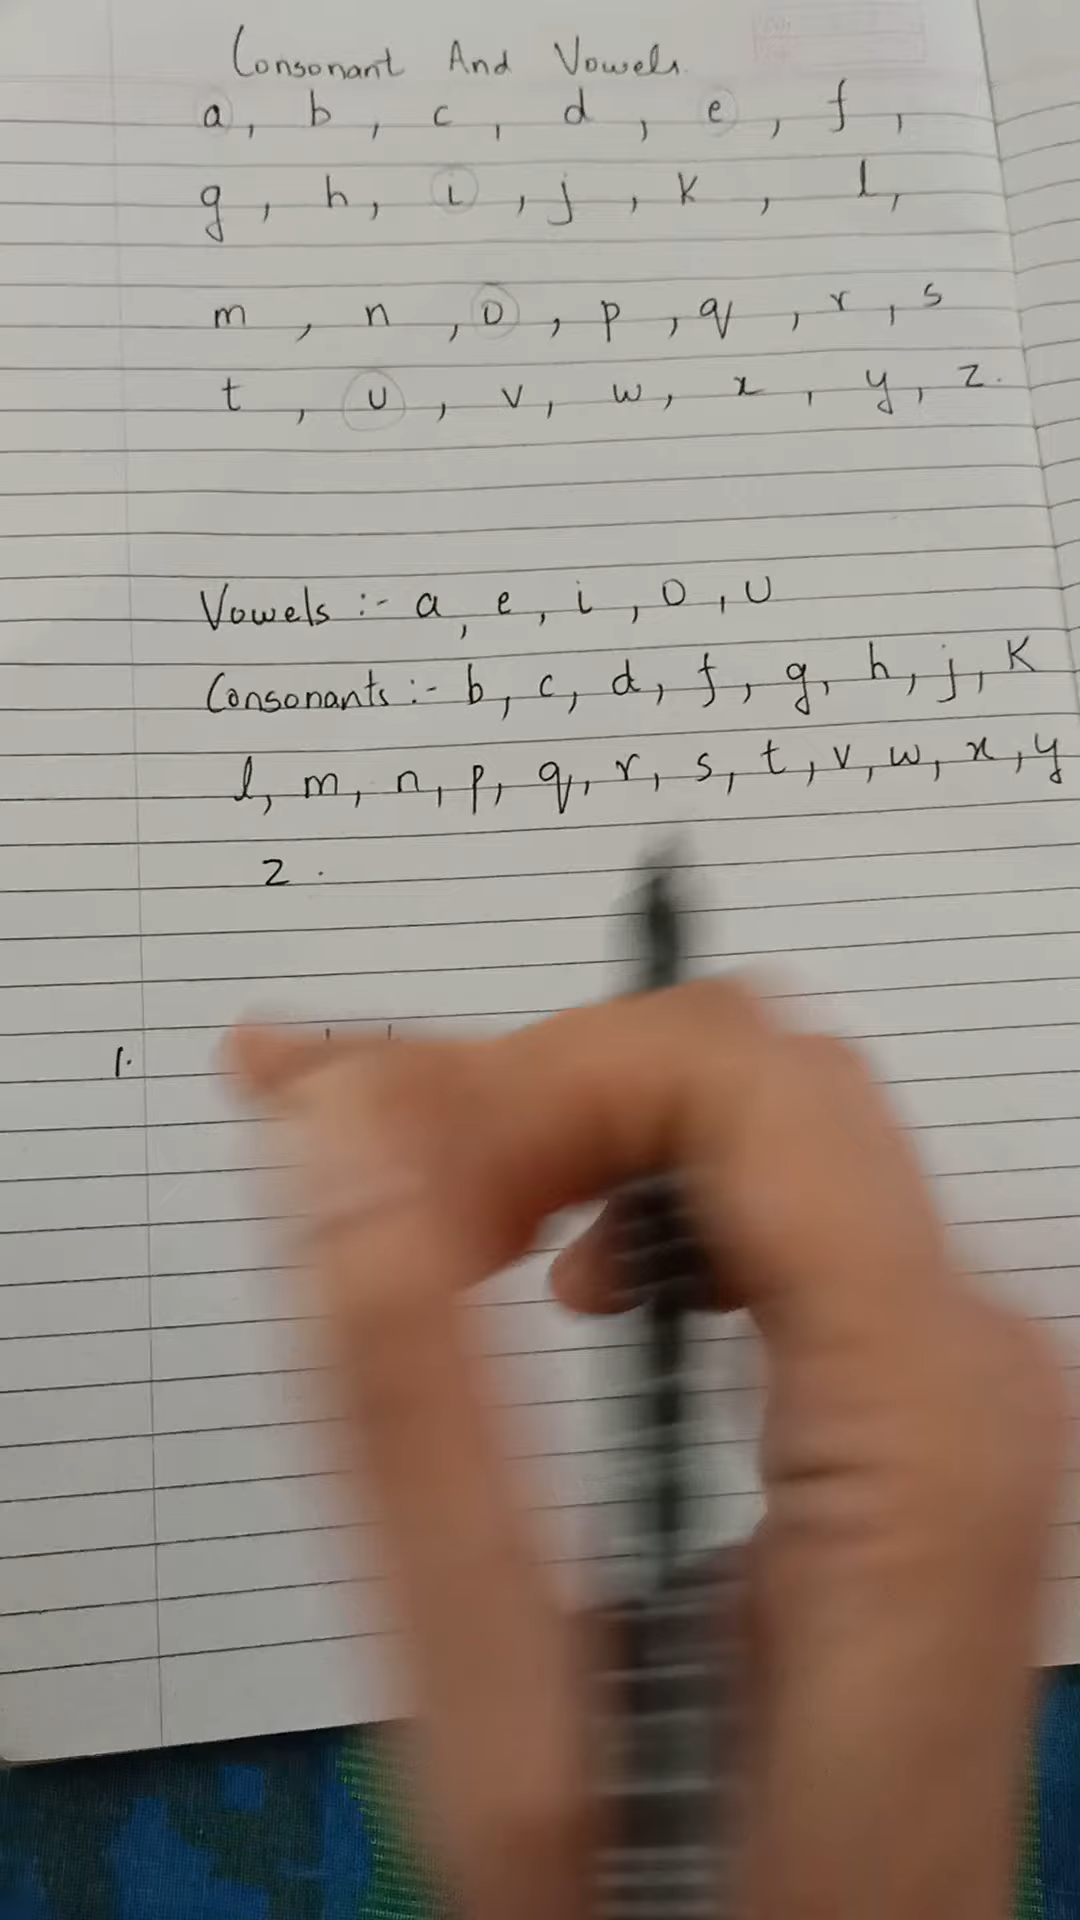 Consonant And Vowels.
a, b, c, d, e, f,
g, h, i, j, k, l,
m, n, o, p, q, r, s
t, u, v, w, x, y, z.
Vowels :- a, e, i, o, u
Consonants :- b, c, d, f, g, h, j, k
l, m, n, p, q, r, s, t, v, w, x, y
z.
1.